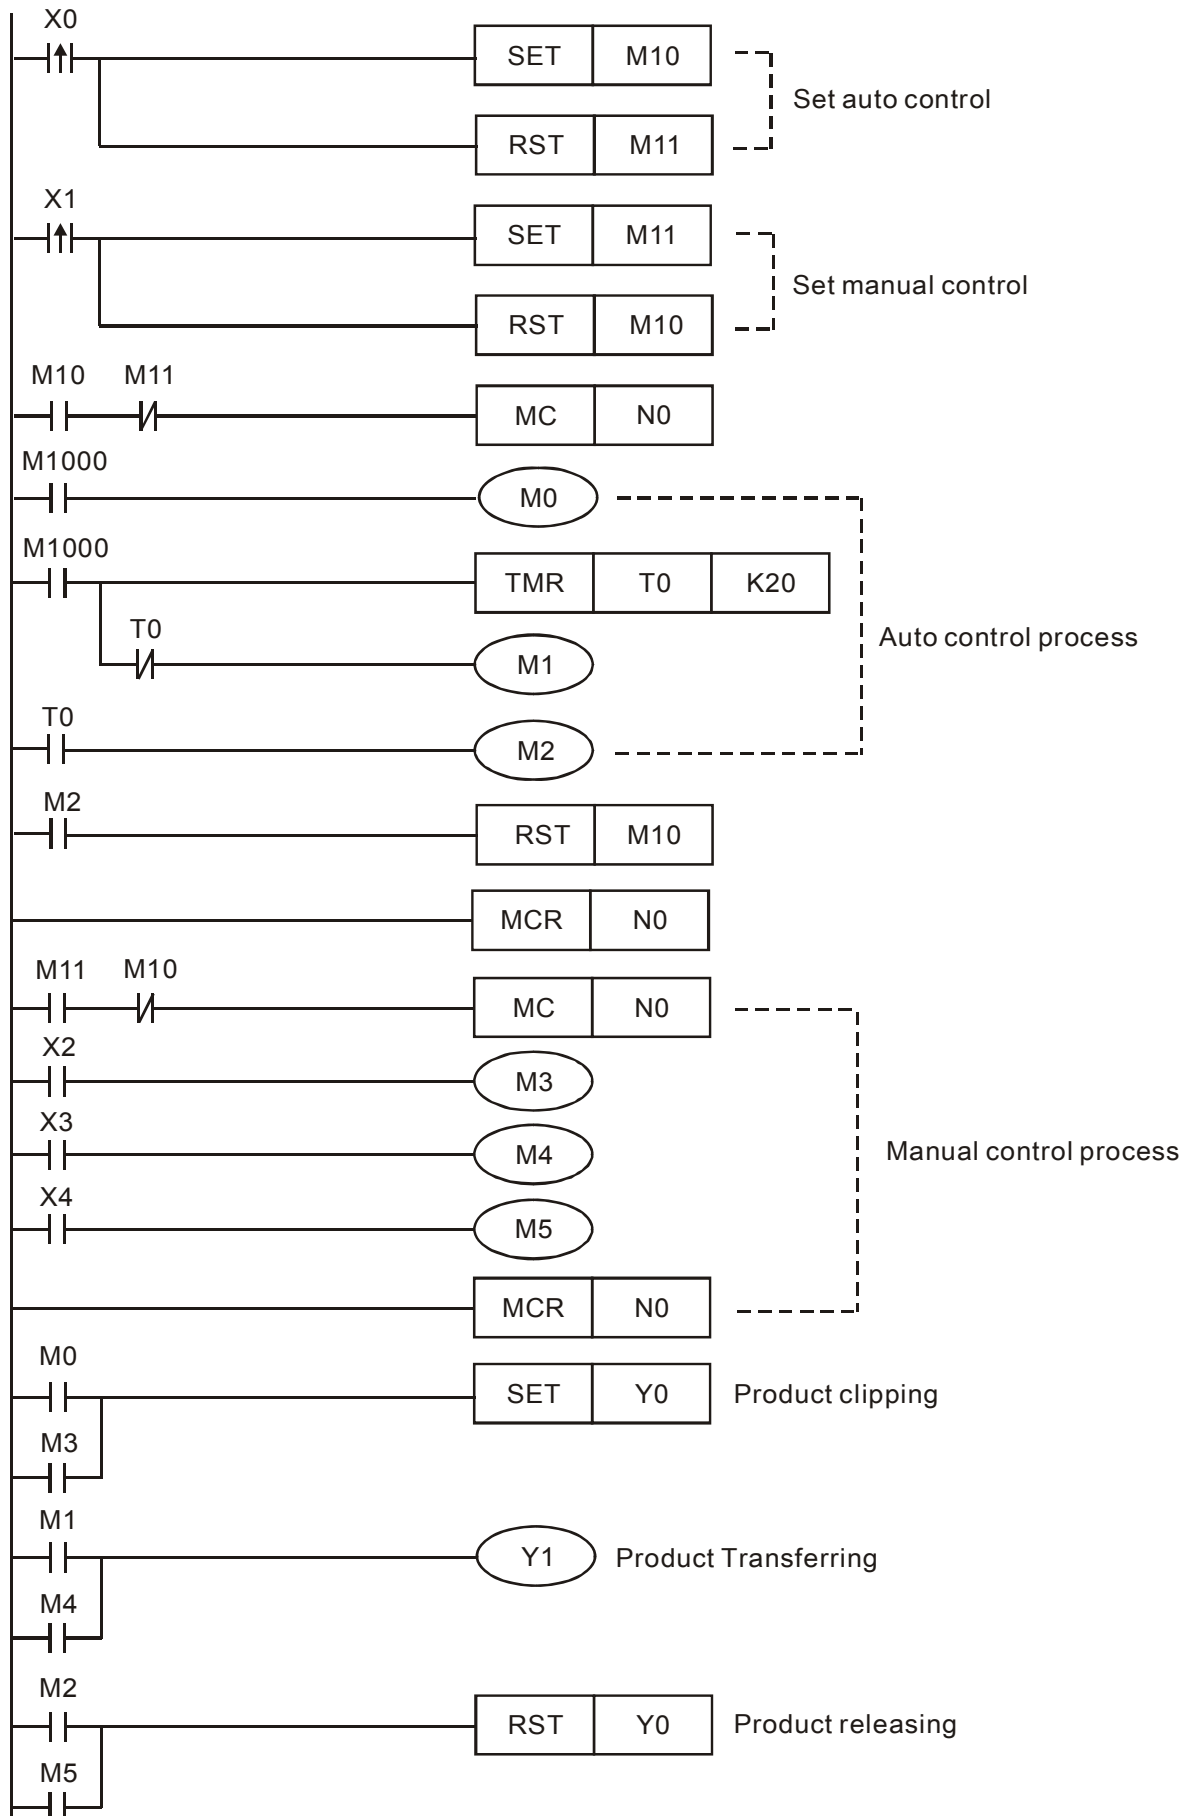 X0
SET M10
Set auto control
RST M11
X1
SET M11
Set manual control
RST M10
M10 M11
MC N0
M1000
M0
M1000
TMR T0 K20
Auto control process
T0
M1
T0
M2
M2
RST M10
MCR N0
M11 M10
MC N0
X2
M3
X3
M4
Manual control process
X4
M5
MCR N0
M0
SET Y0 Product clipping
M3
M1
Y1 Product Transferring
M4
M2
RST Y0 Product releasing
M5